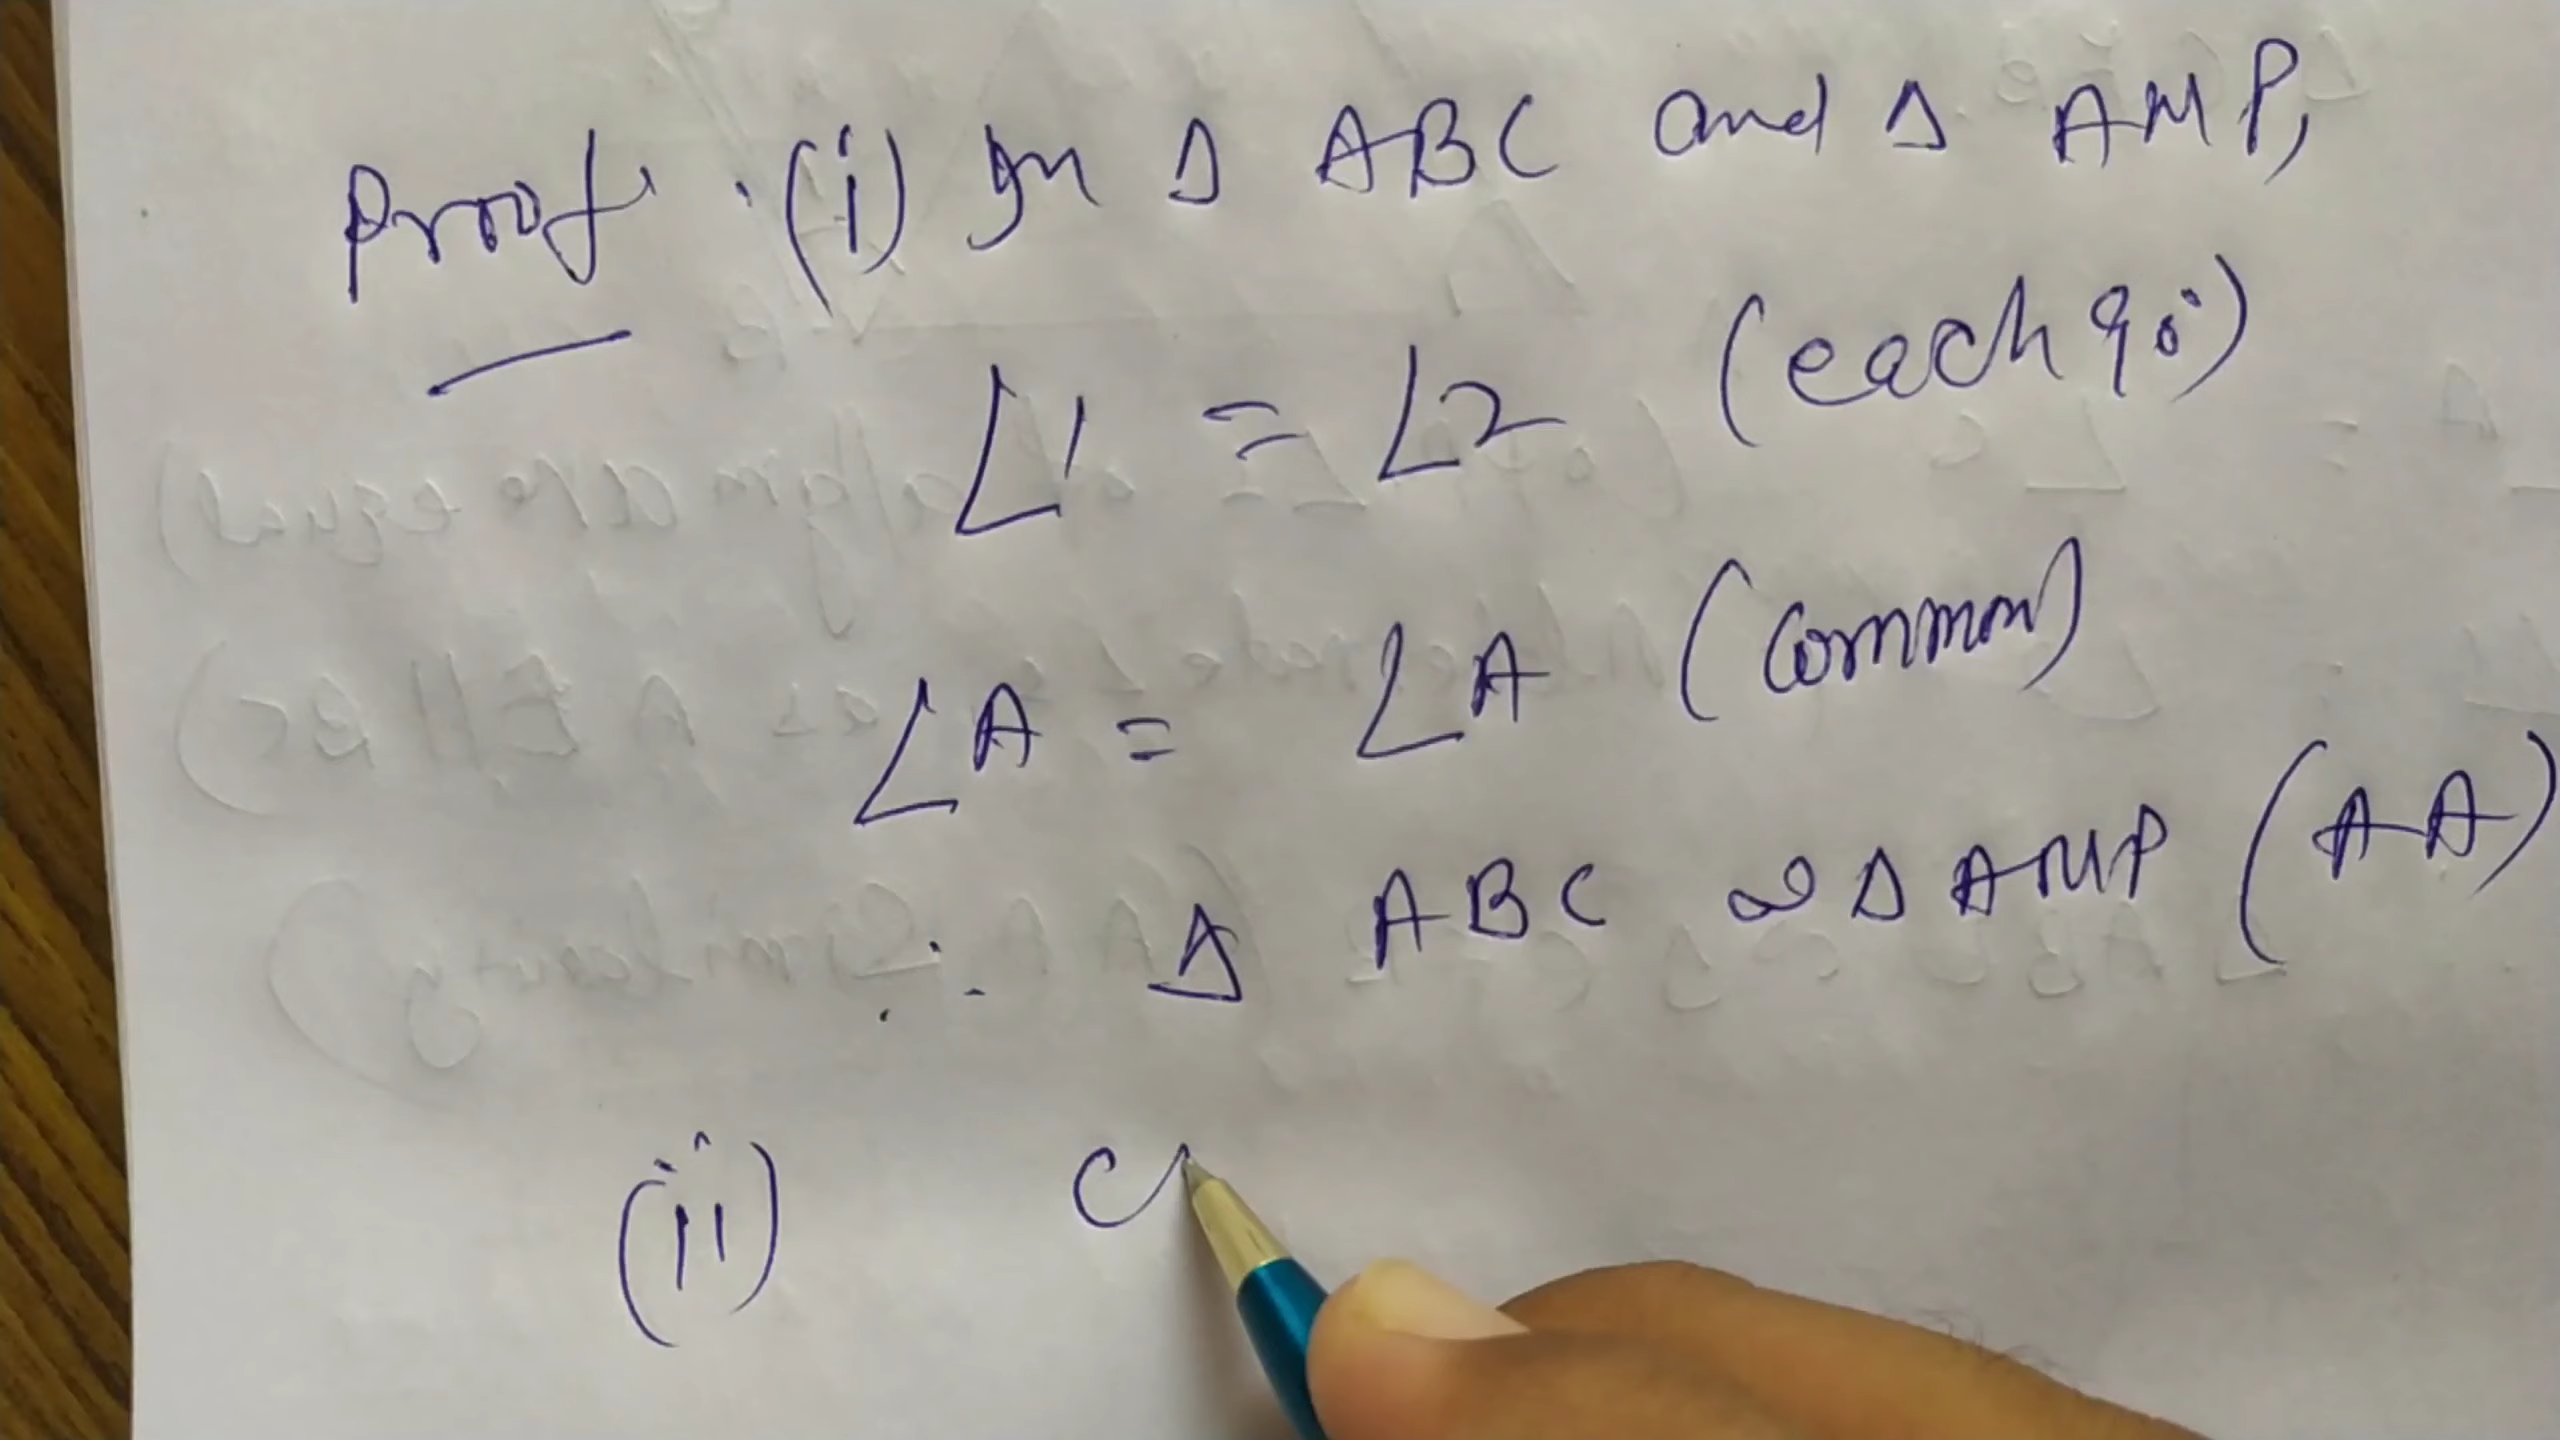 Proof: (i) In Δ ABC and Δ AMP,
∠1 = ∠2 (each 90°)
∠A = ∠A (Common)
∴ Δ ABC ~ Δ AMP (AA)
(ii) C